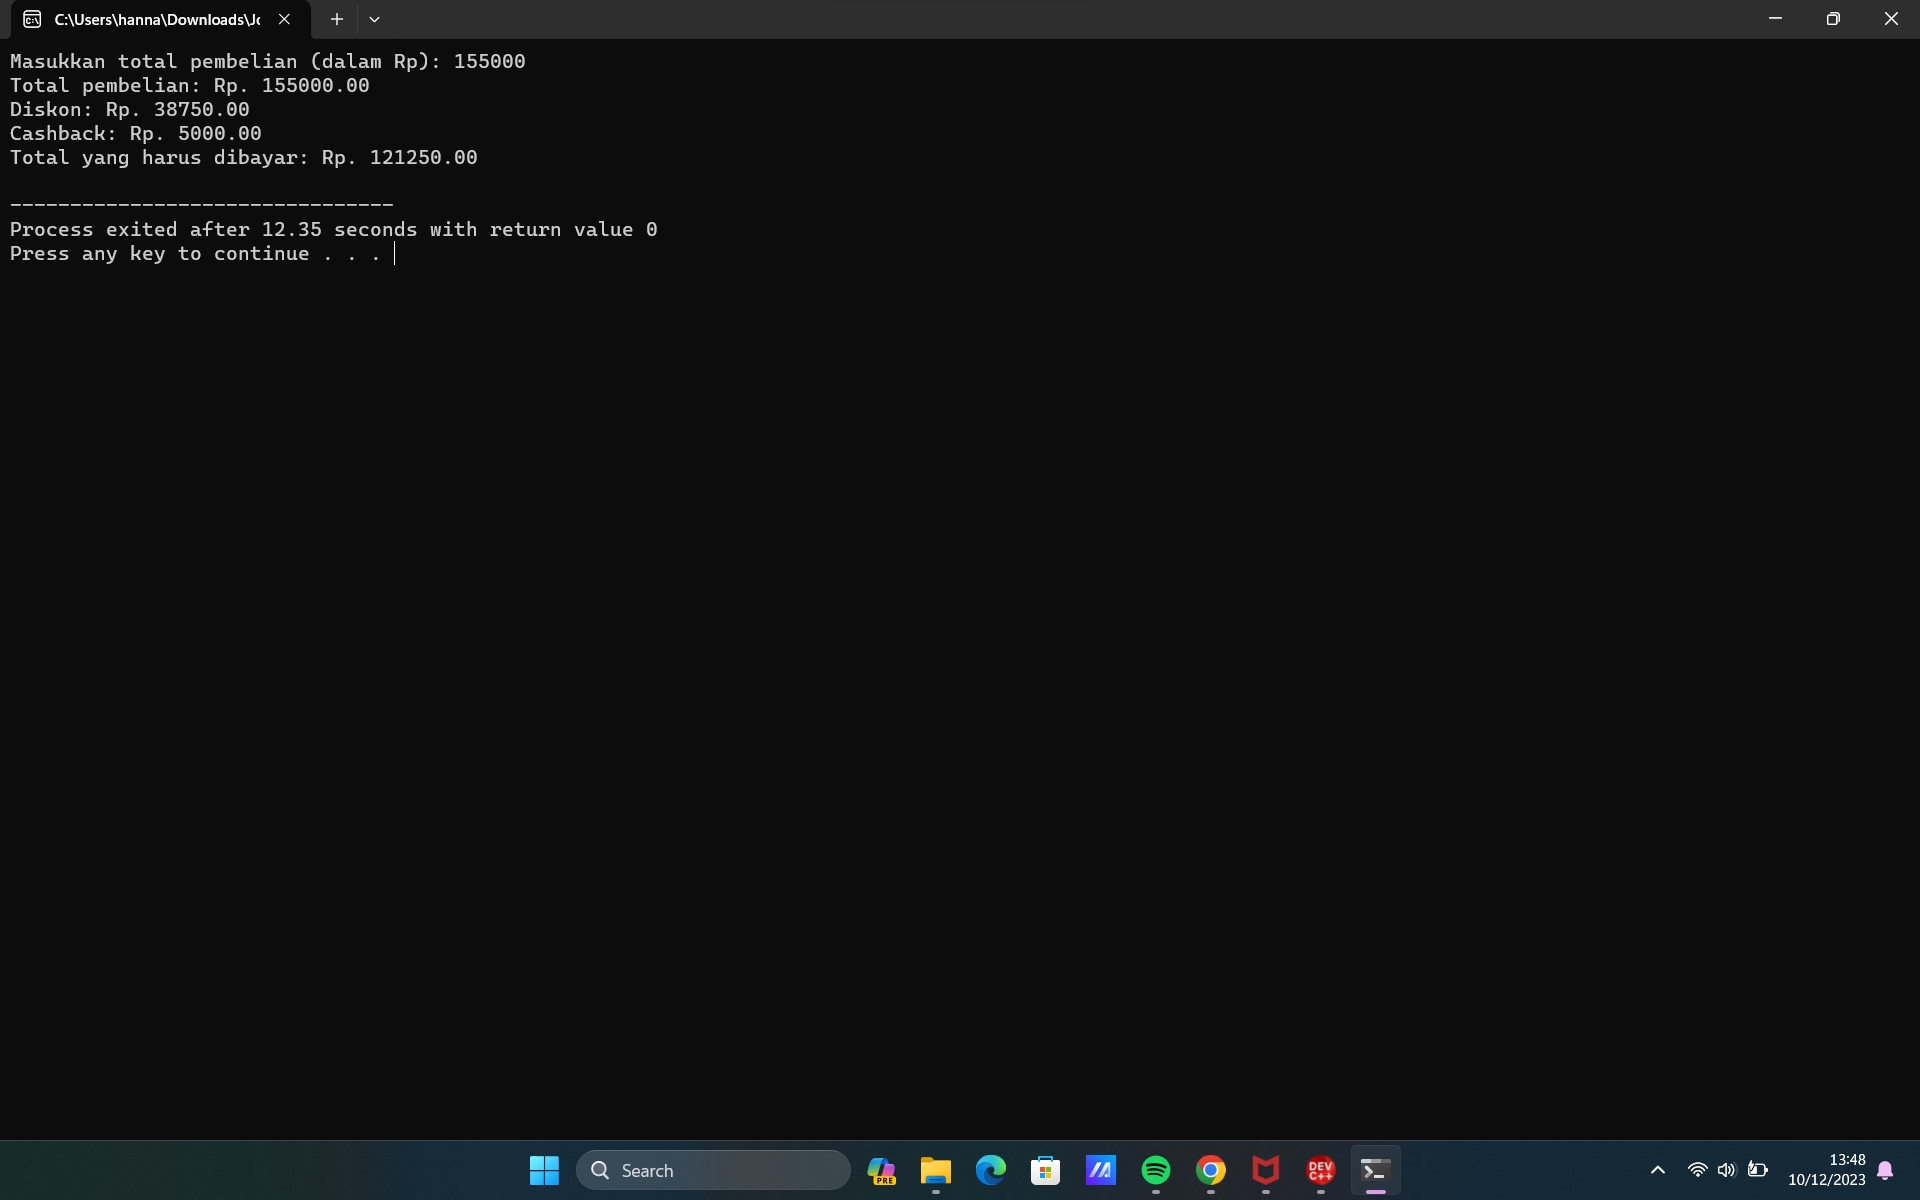 C:\Users\hanna\Downloads\Jo
Masukkan total pembelian (dalam Rp): 155000
Total pembelian: Rp. 155000.00
Diskon: Rp. 38750.00
Cashback: Rp. 5000.00
Total yang harus dibayar: Rp. 121250.00
--------------------------------
Process exited after 12.35 seconds with return value 0
Press any key to continue . . .
Search
PRE
DEV
C++
13:48
10/12/2023